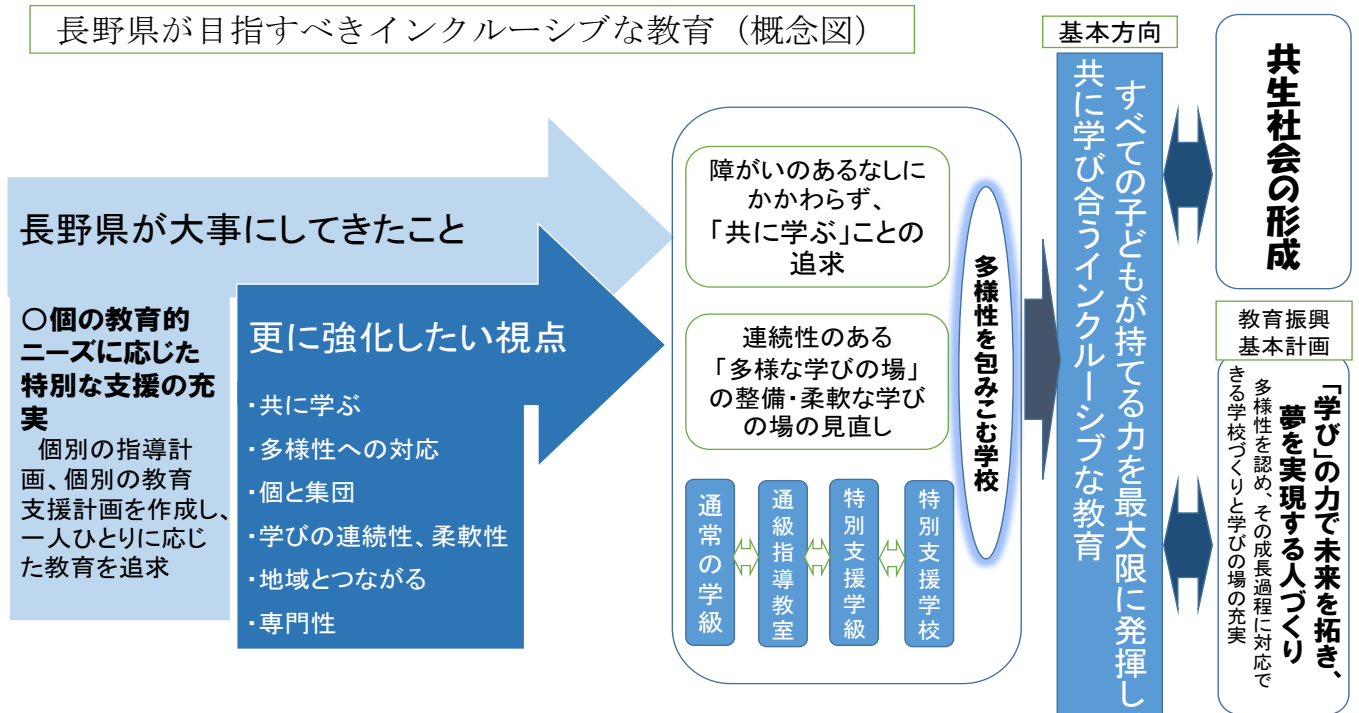 長野県が目指すべきインクルーシブな教育（概念図）
長野県が大事にしてきたこと
〇個の教育的
ニーズに応じた
特別な支援の充
実
個別の指導計
画、個別の教育
支援計画を作成し、
一人ひとりに応じ
た教育を追求
更に強化したい視点
・共に学ぶ
・多様性への対応
・個と集団
・学びの連続性、柔軟性
・地域とつながる
・専門性
障がいのあるなしに
かかわらず、
「共に学ぶ」ことの
追求
連続性のある
「多様な学びの場」
の整備・柔軟な学び
の場の見直し
通常の学級
通級指導教室
特別支援学級
特別支援学校
多様性を包みこむ学校
基本方向
すべての子どもが持てる力を最大限に発揮し
共に学び合うインクルーシブな教育
共生社会の形成
教育振興
基本計画
「学び」の力で未来を拓き、
夢を実現する人づくり
多様性を認め、その成長過程に対応で
きる学校づくりと学びの場の充実